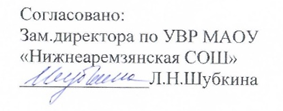 Согласовано:
Зам.директора по УВР МАОУ
«Нижнеаремзянская СОШ»
Л.Н.Шубкина